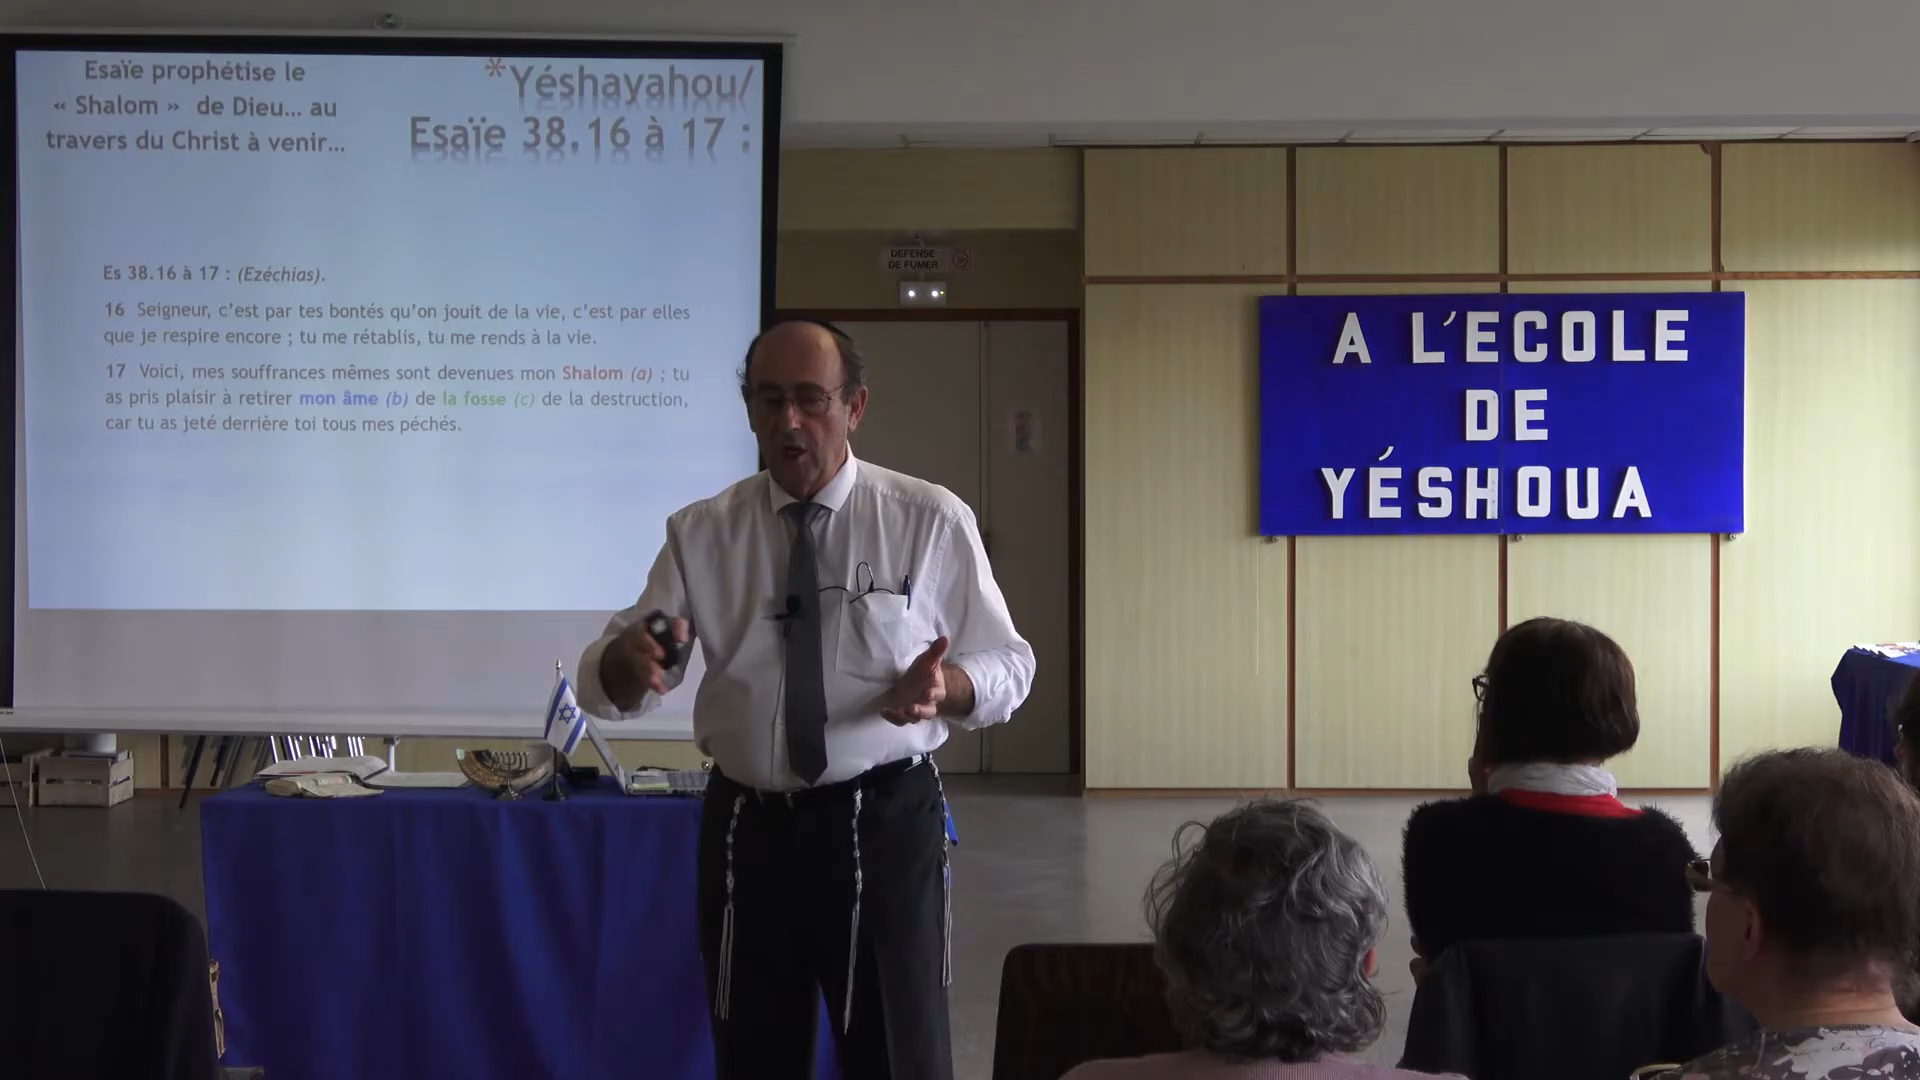 Esaïe prophétise le
« Shalom »  de Dieu... au
travers du Christ à venir...
*Yéshayahou/
Esaïe 38.16 à 17 :
Es 38.16 à 17 : (Ezéchias).
16 Seigneur, c'est par tes bontés qu'on jouit de la vie, c'est par elles
que je respire encore ; tu me rétablis, tu me rends à la vie.
17 Voici, mes souffrances mêmes sont devenues mon Shalom (a) ; tu
as pris plaisir à retirer mon âme (b) de la fosse (c) de la destruction,
car tu as jeté derrière toi tous mes péchés.
DEFENSE
DE FUMER
A L'ECOLE
DE
YÉSHOUA